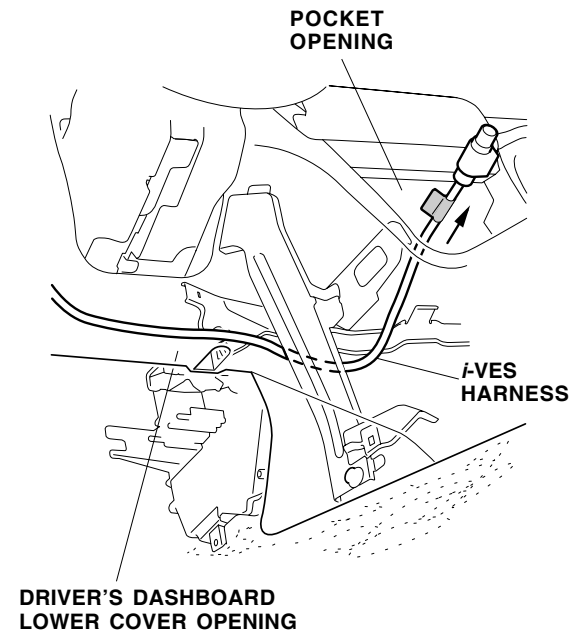 POCKET
OPENING
i-VES
HARNESS
DRIVER'S DASHBOARD
LOWER COVER OPENING